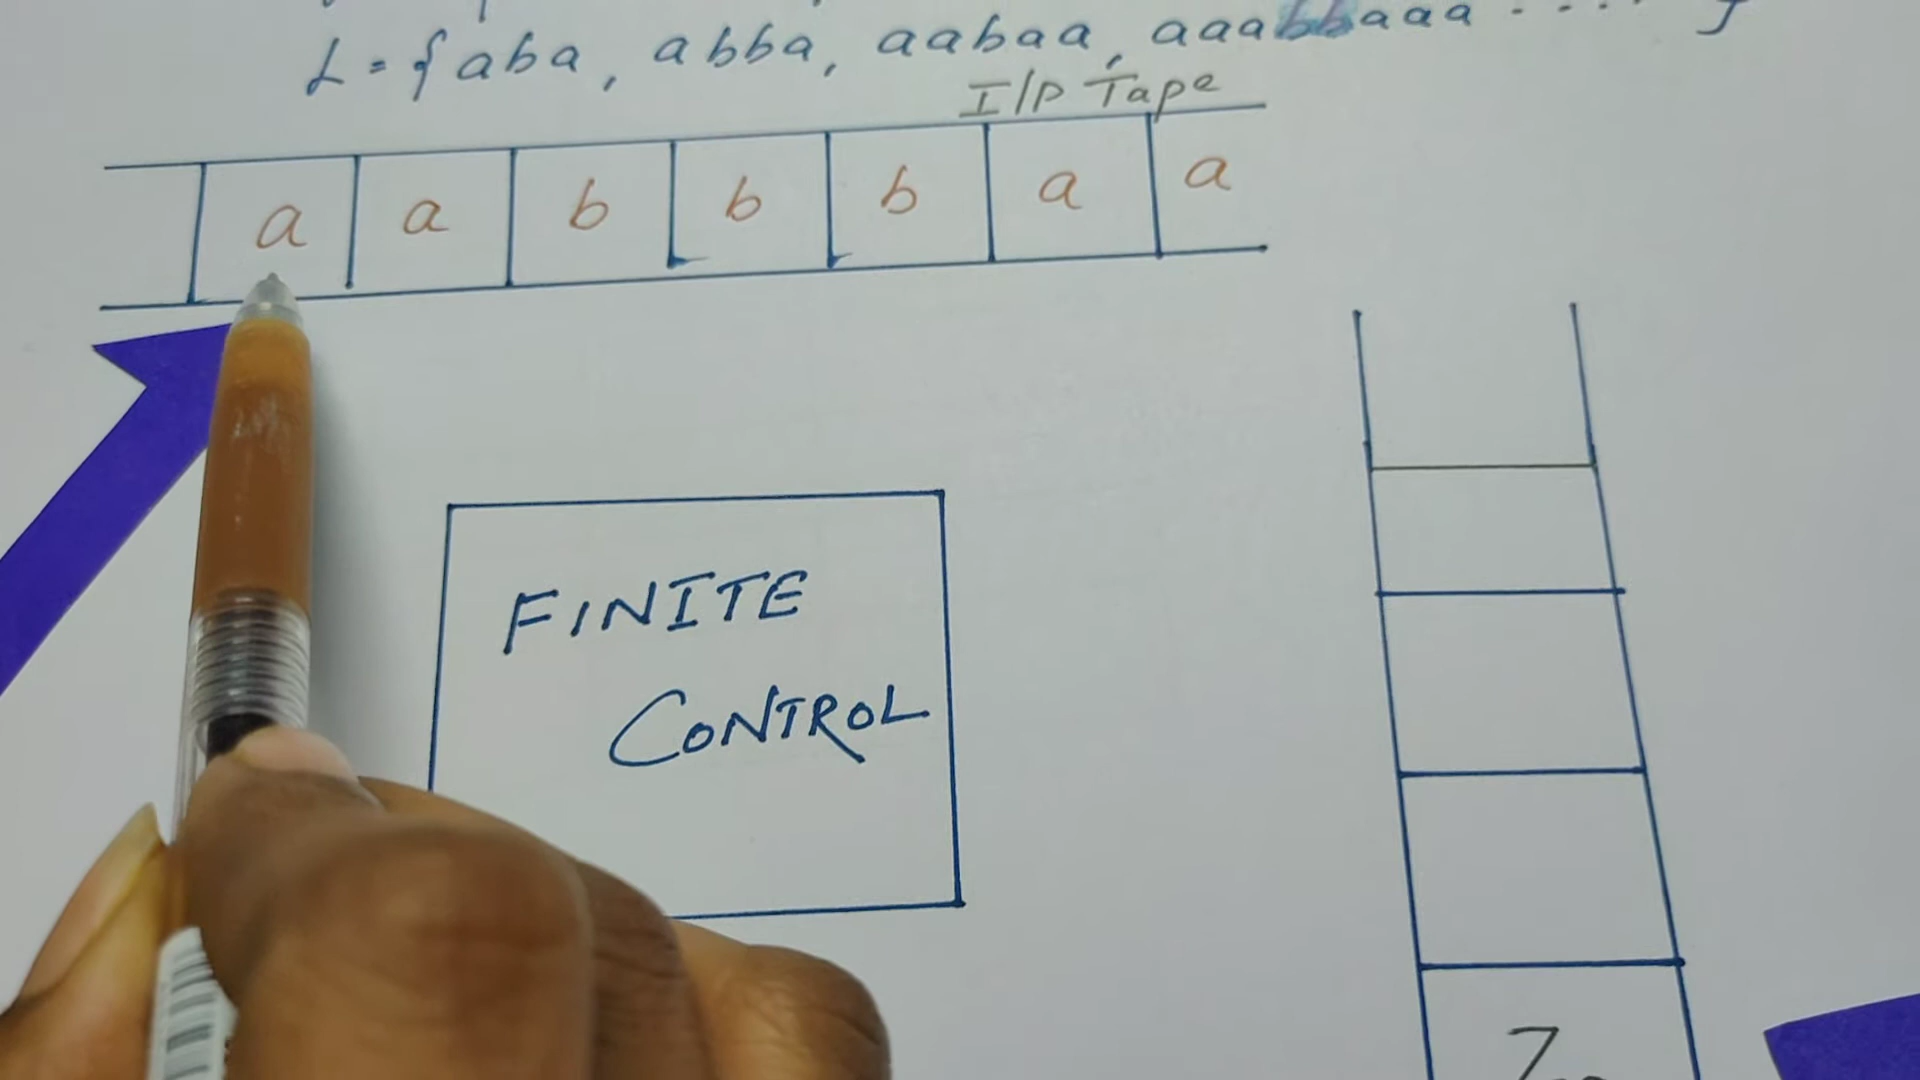 L = { aba, abba, aabaa, aaabbaaa ..... }
I/P Tape
a a b b b a a
FINITE
CONTROL